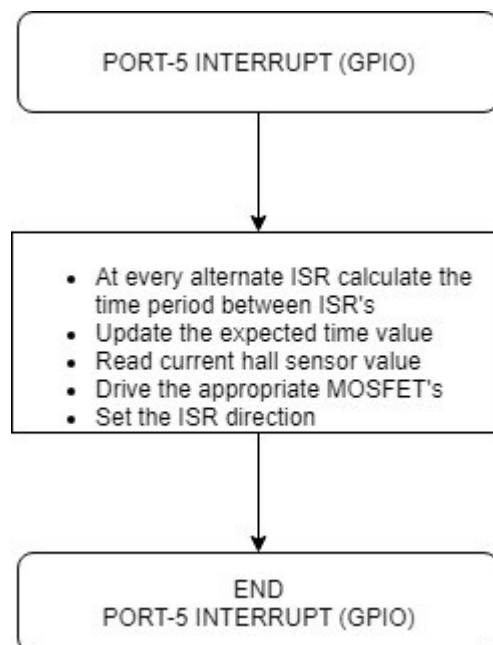 PORT-5 INTERRUPT (GPIO)
• At every alternate ISR calculate the
time period between ISR's
• Update the expected time value
• Read current hall sensor value
• Drive the appropriate MOSFET's
• Set the ISR direction
END
PORT-5 INTERRUPT (GPIO)